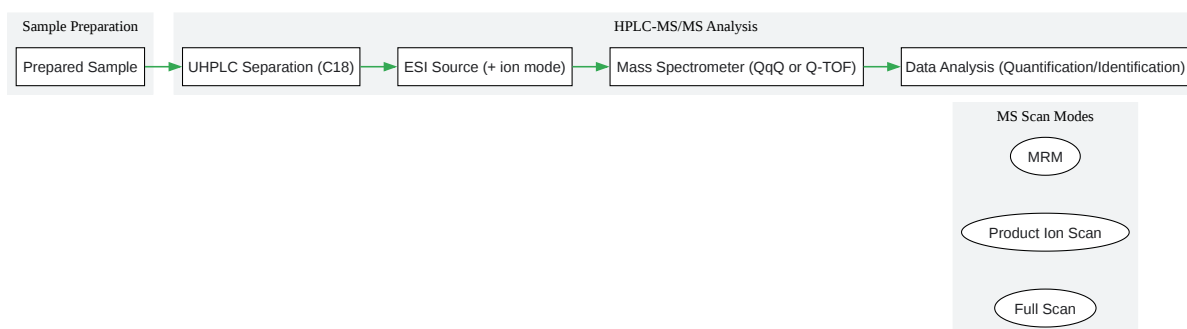 Sample Preparation
HPLC-MS/MS Analysis
Prepared Sample
UHPLC Separation (C18)
ESI Source (+ ion mode)
Mass Spectrometer (QqQ or Q-TOF)
Data Analysis (Quantification/Identification)
MS Scan Modes
MRM
Product Ion Scan
Full Scan